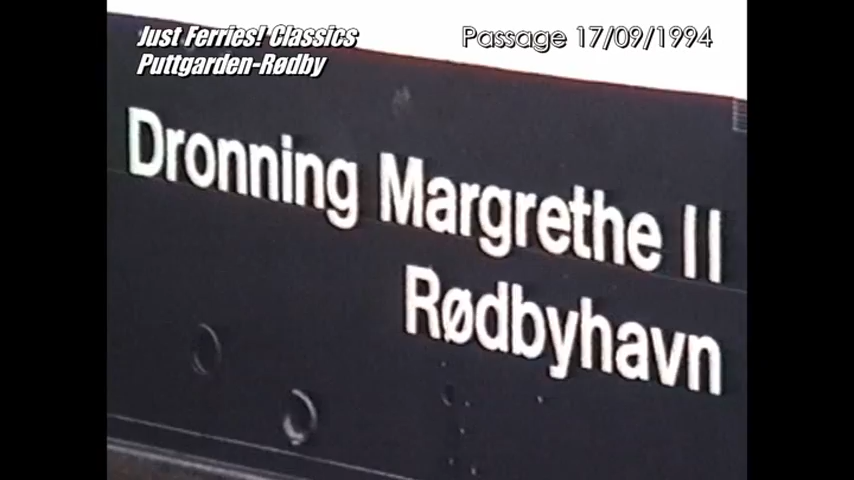 Just Ferries! Classics
Passage 17/09/1994
Puttgarden-Rødby
Dronning Margrethe II
Rødbyhavn